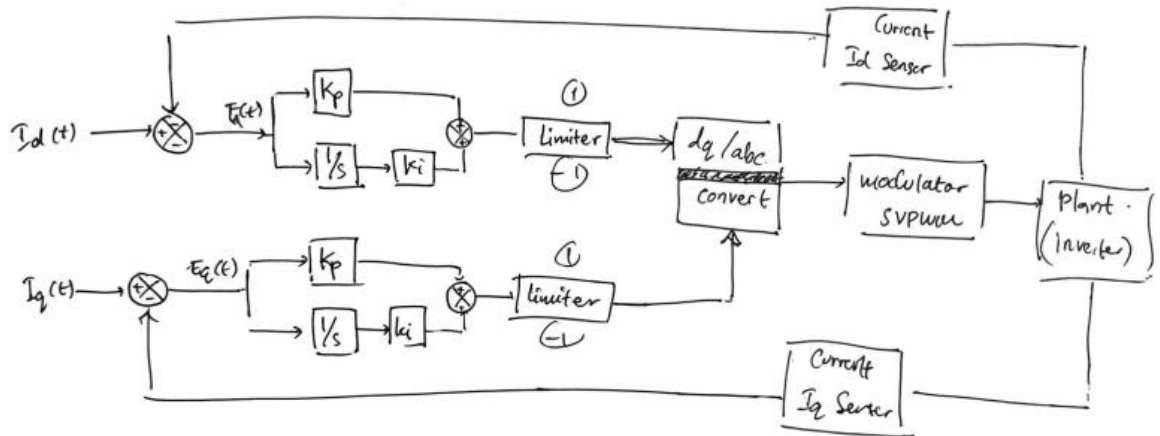 Current
Id Sensor
Kp
E_d(t)
Id(t)
+
-
-
+
+
1
Limiter
-1
1/s
ki
dq/abc
convert
modulator
SVPWM
Plant
(inverter)
Kp
Eq(t)
Iq(t)
+
-
+
+
1
limiter
-1
1/s
ki
Current
Iq Sensor